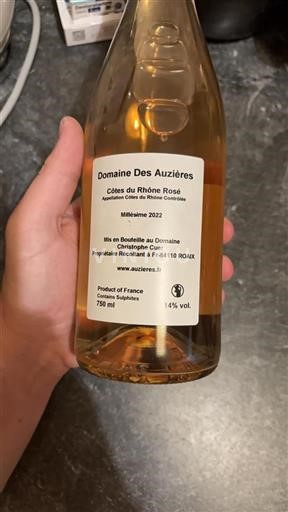 Domaine Des Auzières
Côtes du Rhône Rosé
Appellation Côtes du Rhône Contrôlée
Millésime 2022
Mis en Bouteille au Domaine
Christophe Cuer
Propriétaire Récoltant à Fr-84110 ROAIX
www.auzieres.fr
Product of France
Contains Sulphites
750 ml
14% vol.